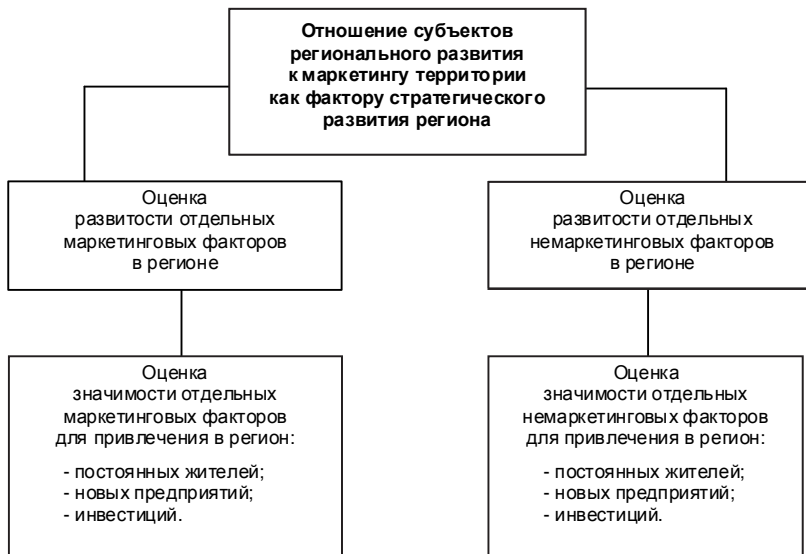 Отношение субъектов
регионального развития
к маркетингу территории
как фактору стратегического
развития региона
Оценка
развитости отдельных
маркетинговых факторов
в регионе
Оценка
развитости отдельных
немаркетинговых факторов
в регионе
Оценка
значимости отдельных
маркетинговых факторов
для привлечения в регион:
- постоянных жителей;
- новых предприятий;
- инвестиций.
Оценка
значимости отдельных
немаркетинговых факторов
для привлечения в регион:
- постоянных жителей;
- новых предприятий;
- инвестиций.